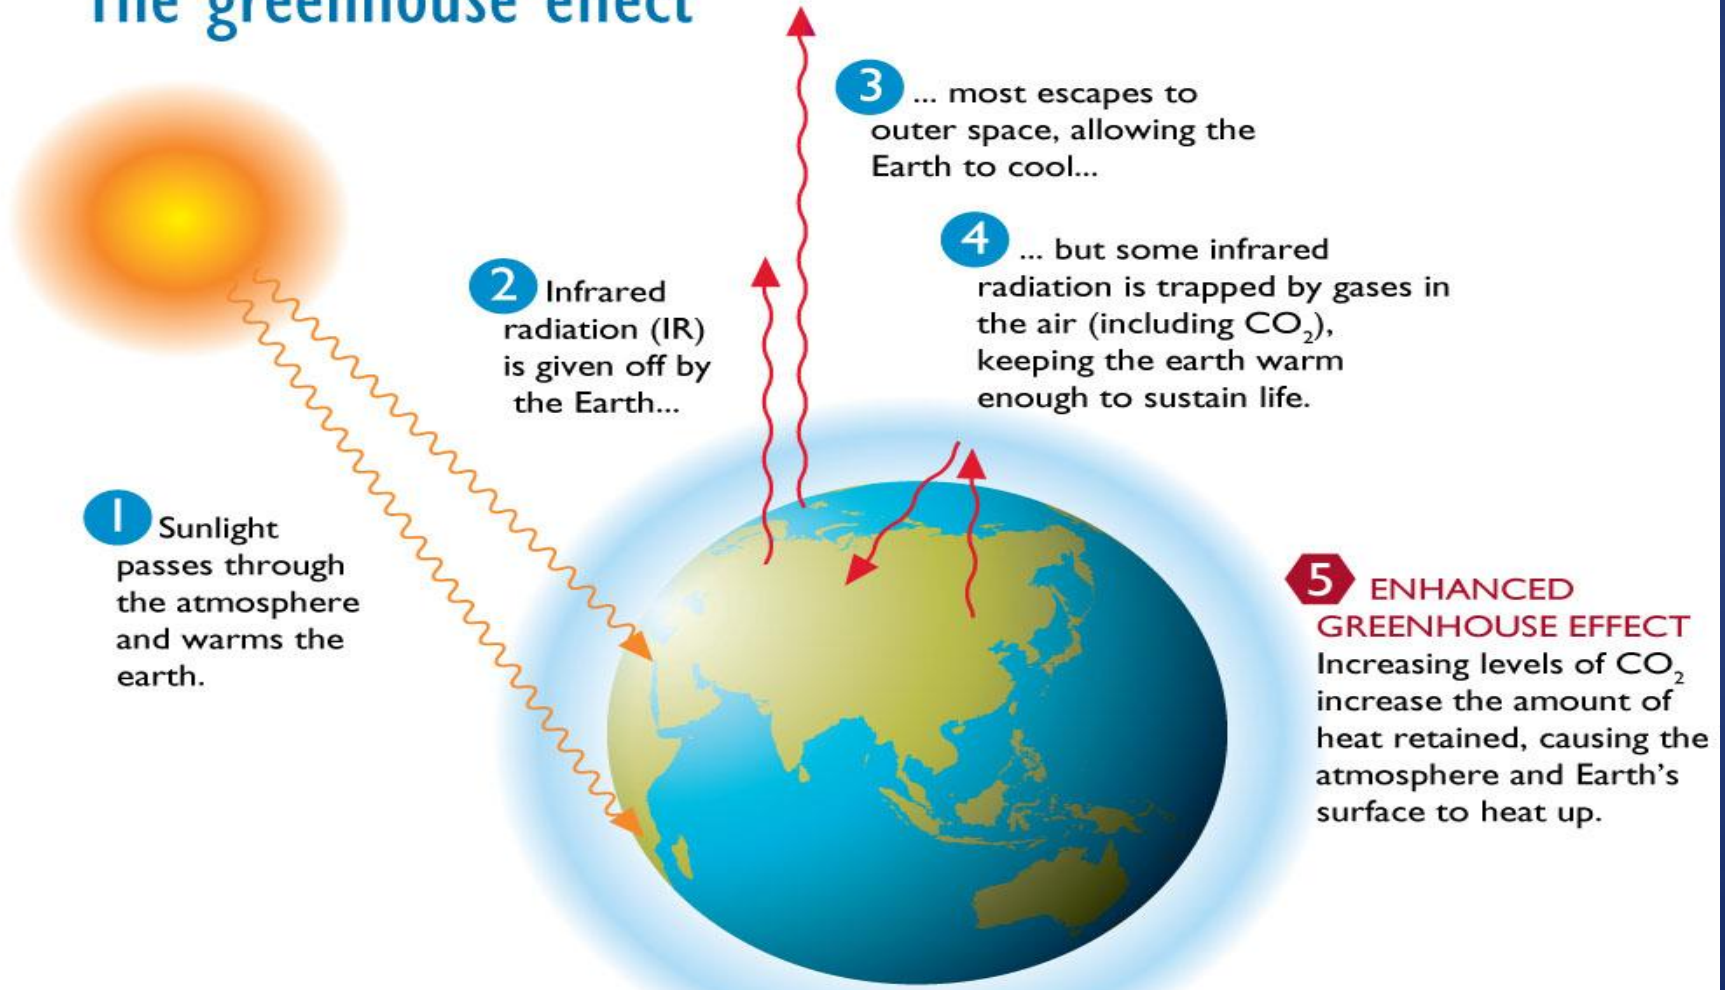 The greenhouse effect
1 Sunlight
passes through
the atmosphere
and warms the
earth.
2 Infrared
radiation (IR)
is given off by
the Earth...
3 ... most escapes to
outer space, allowing the
Earth to cool...
4 ... but some infrared
radiation is trapped by gases in
the air (including CO₂),
keeping the earth warm
enough to sustain life.
5 ENHANCED
GREENHOUSE EFFECT
Increasing levels of CO₂
increase the amount of
heat retained, causing the
atmosphere and Earth's
surface to heat up.